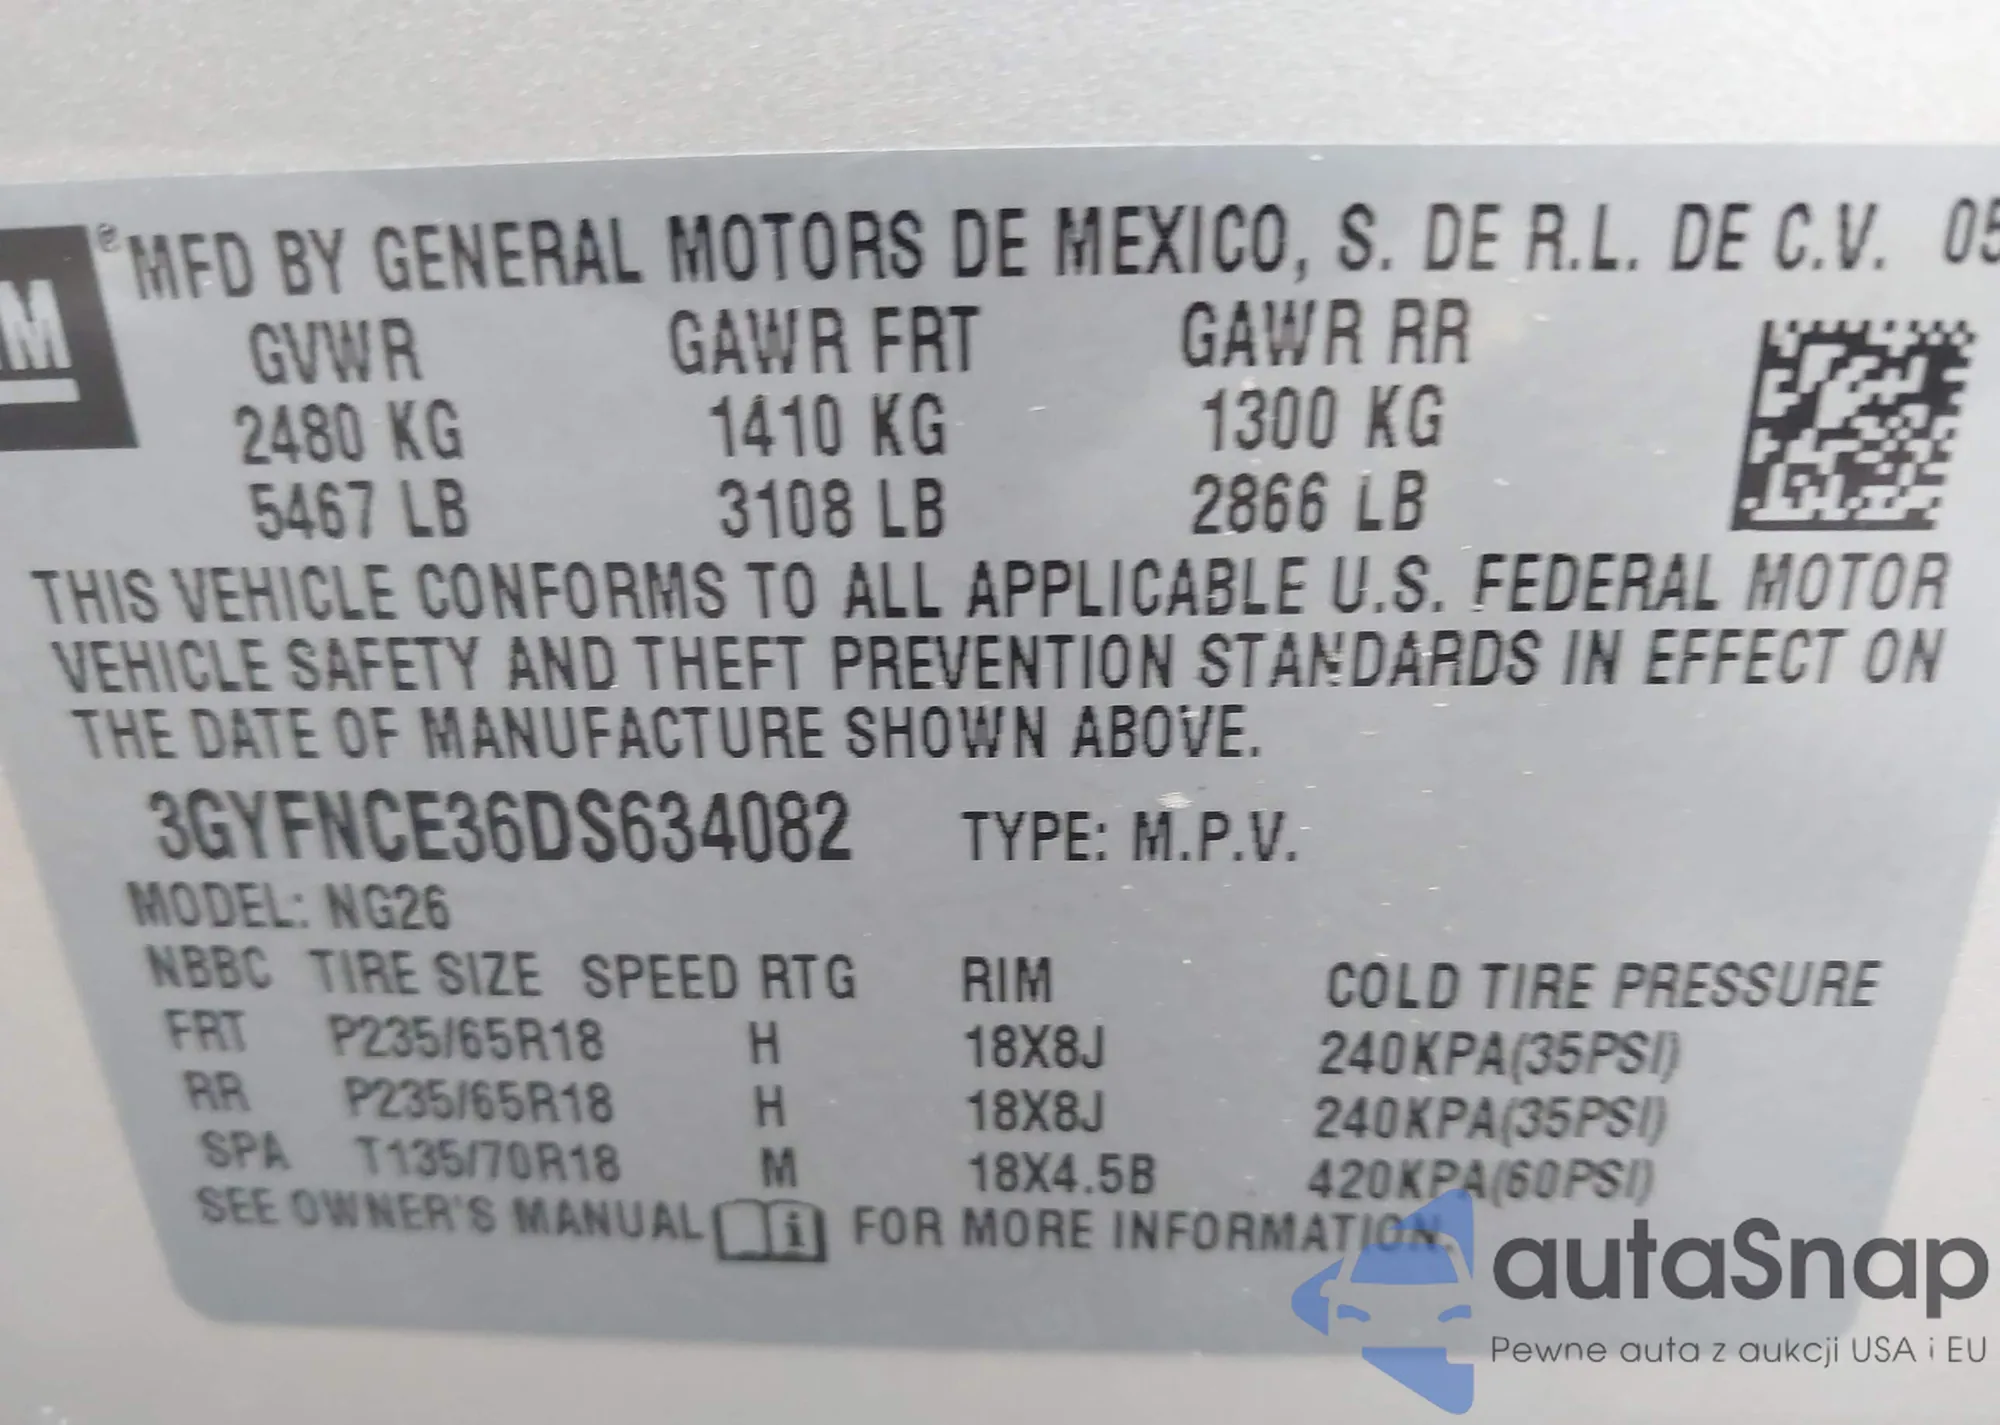 ® MFD BY GENERAL MOTORS DE MEXICO, S. DE R.L. DE C.V. 05
M
GVWR GAWR FRT GAWR RR
2480 KG 1410 KG 1300 KG
5467 LB 3108 LB 2866 LB
THIS VEHICLE CONFORMS TO ALL APPLICABLE U.S. FEDERAL MOTOR
VEHICLE SAFETY AND THEFT PREVENTION STANDARDS IN EFFECT ON
THE DATE OF MANUFACTURE SHOWN ABOVE.
3GYFNCE36DS634082 TYPE: M.P.V.
MODEL: NG26
NBBC TIRE SIZE SPEED RTG RIM COLD TIRE PRESSURE
FRT P235/65R18 H 18X8J 240KPA(35PSI)
RR P235/65R18 H 18X8J 240KPA(35PSI)
SPA T135/70R18 M 18X4.5B 420KPA(60PSI)
SEE OWNER'S MANUAL i FOR MORE INFORMATION.
autaSnap
Pewne auta z aukcji USA i EU